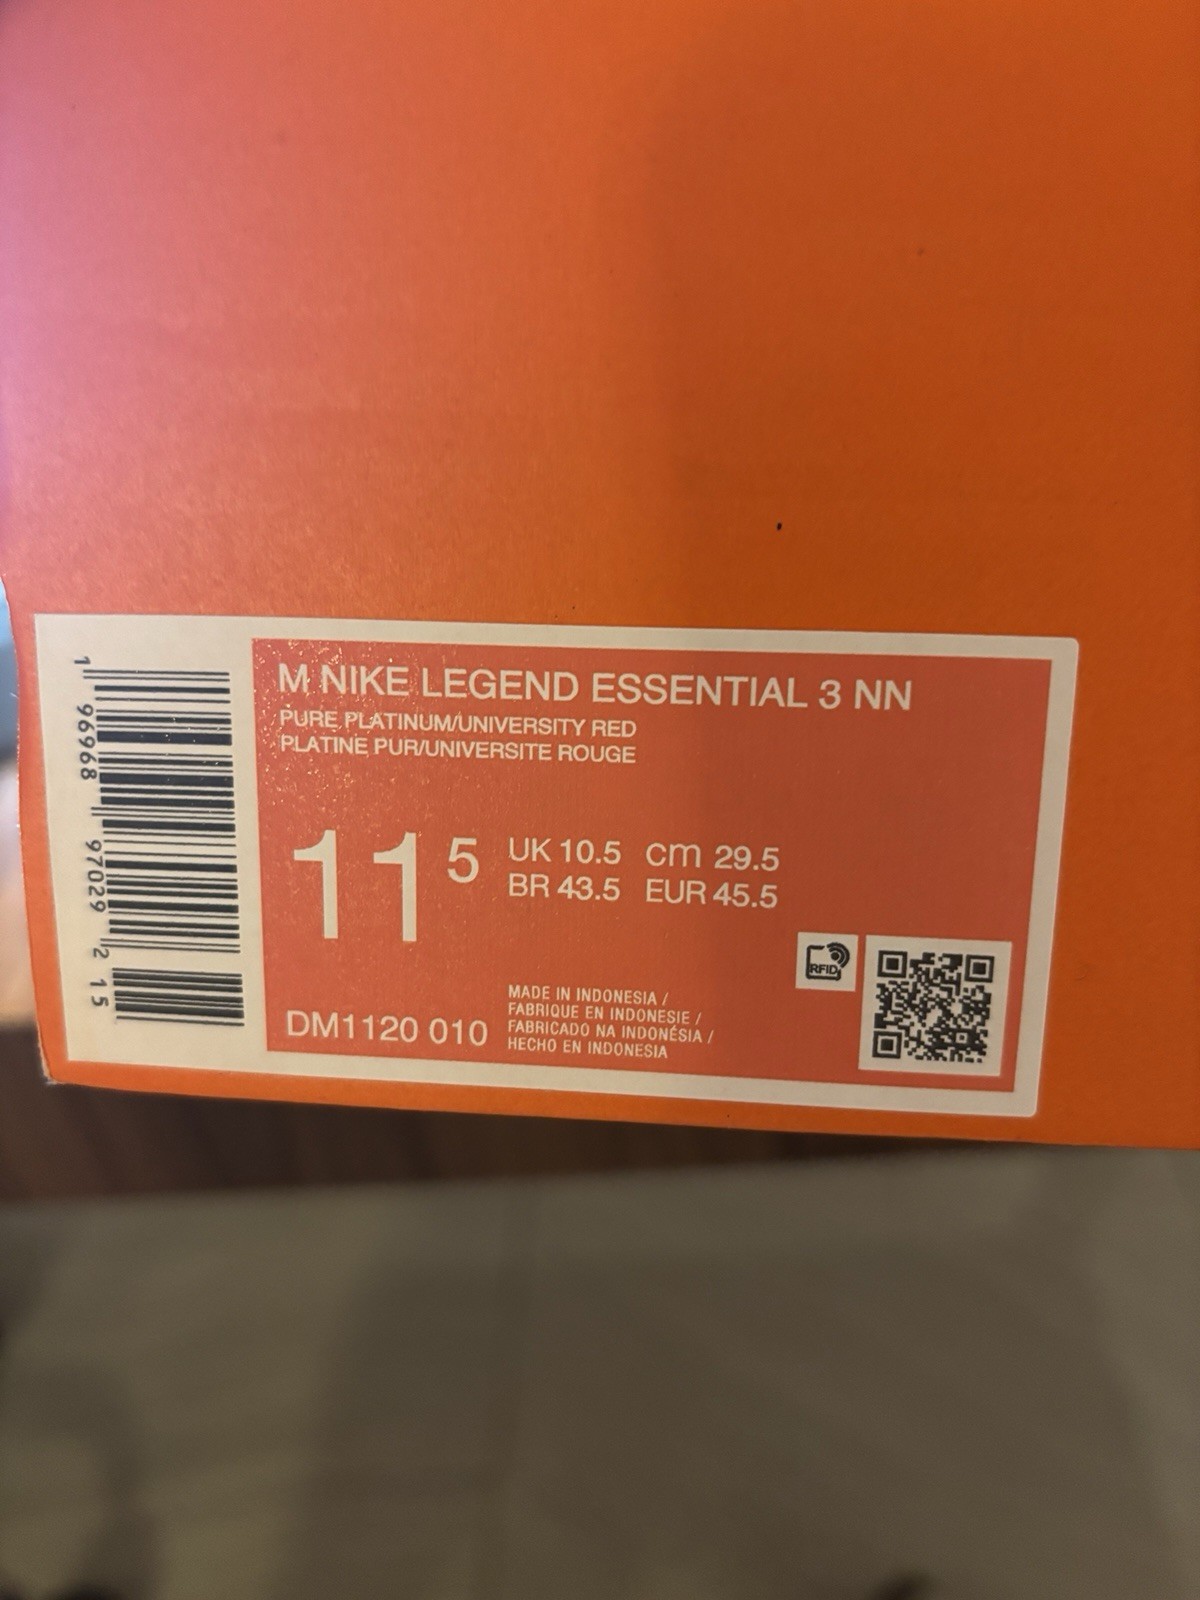 M NIKE LEGEND ESSENTIAL 3 NN
PURE PLATINUM/UNIVERSITY RED
PLATINE PUR/UNIVERSITE ROUGE
11 5
UK 10.5 cm 29.5
BR 43.5 EUR 45.5
RFID
DM1120 010
MADE IN INDONESIA /
FABRIQUE EN INDONESIE /
FABRICADO NA INDONÉSIA /
HECHO EN INDONESIA
1 96968 97029 2 15